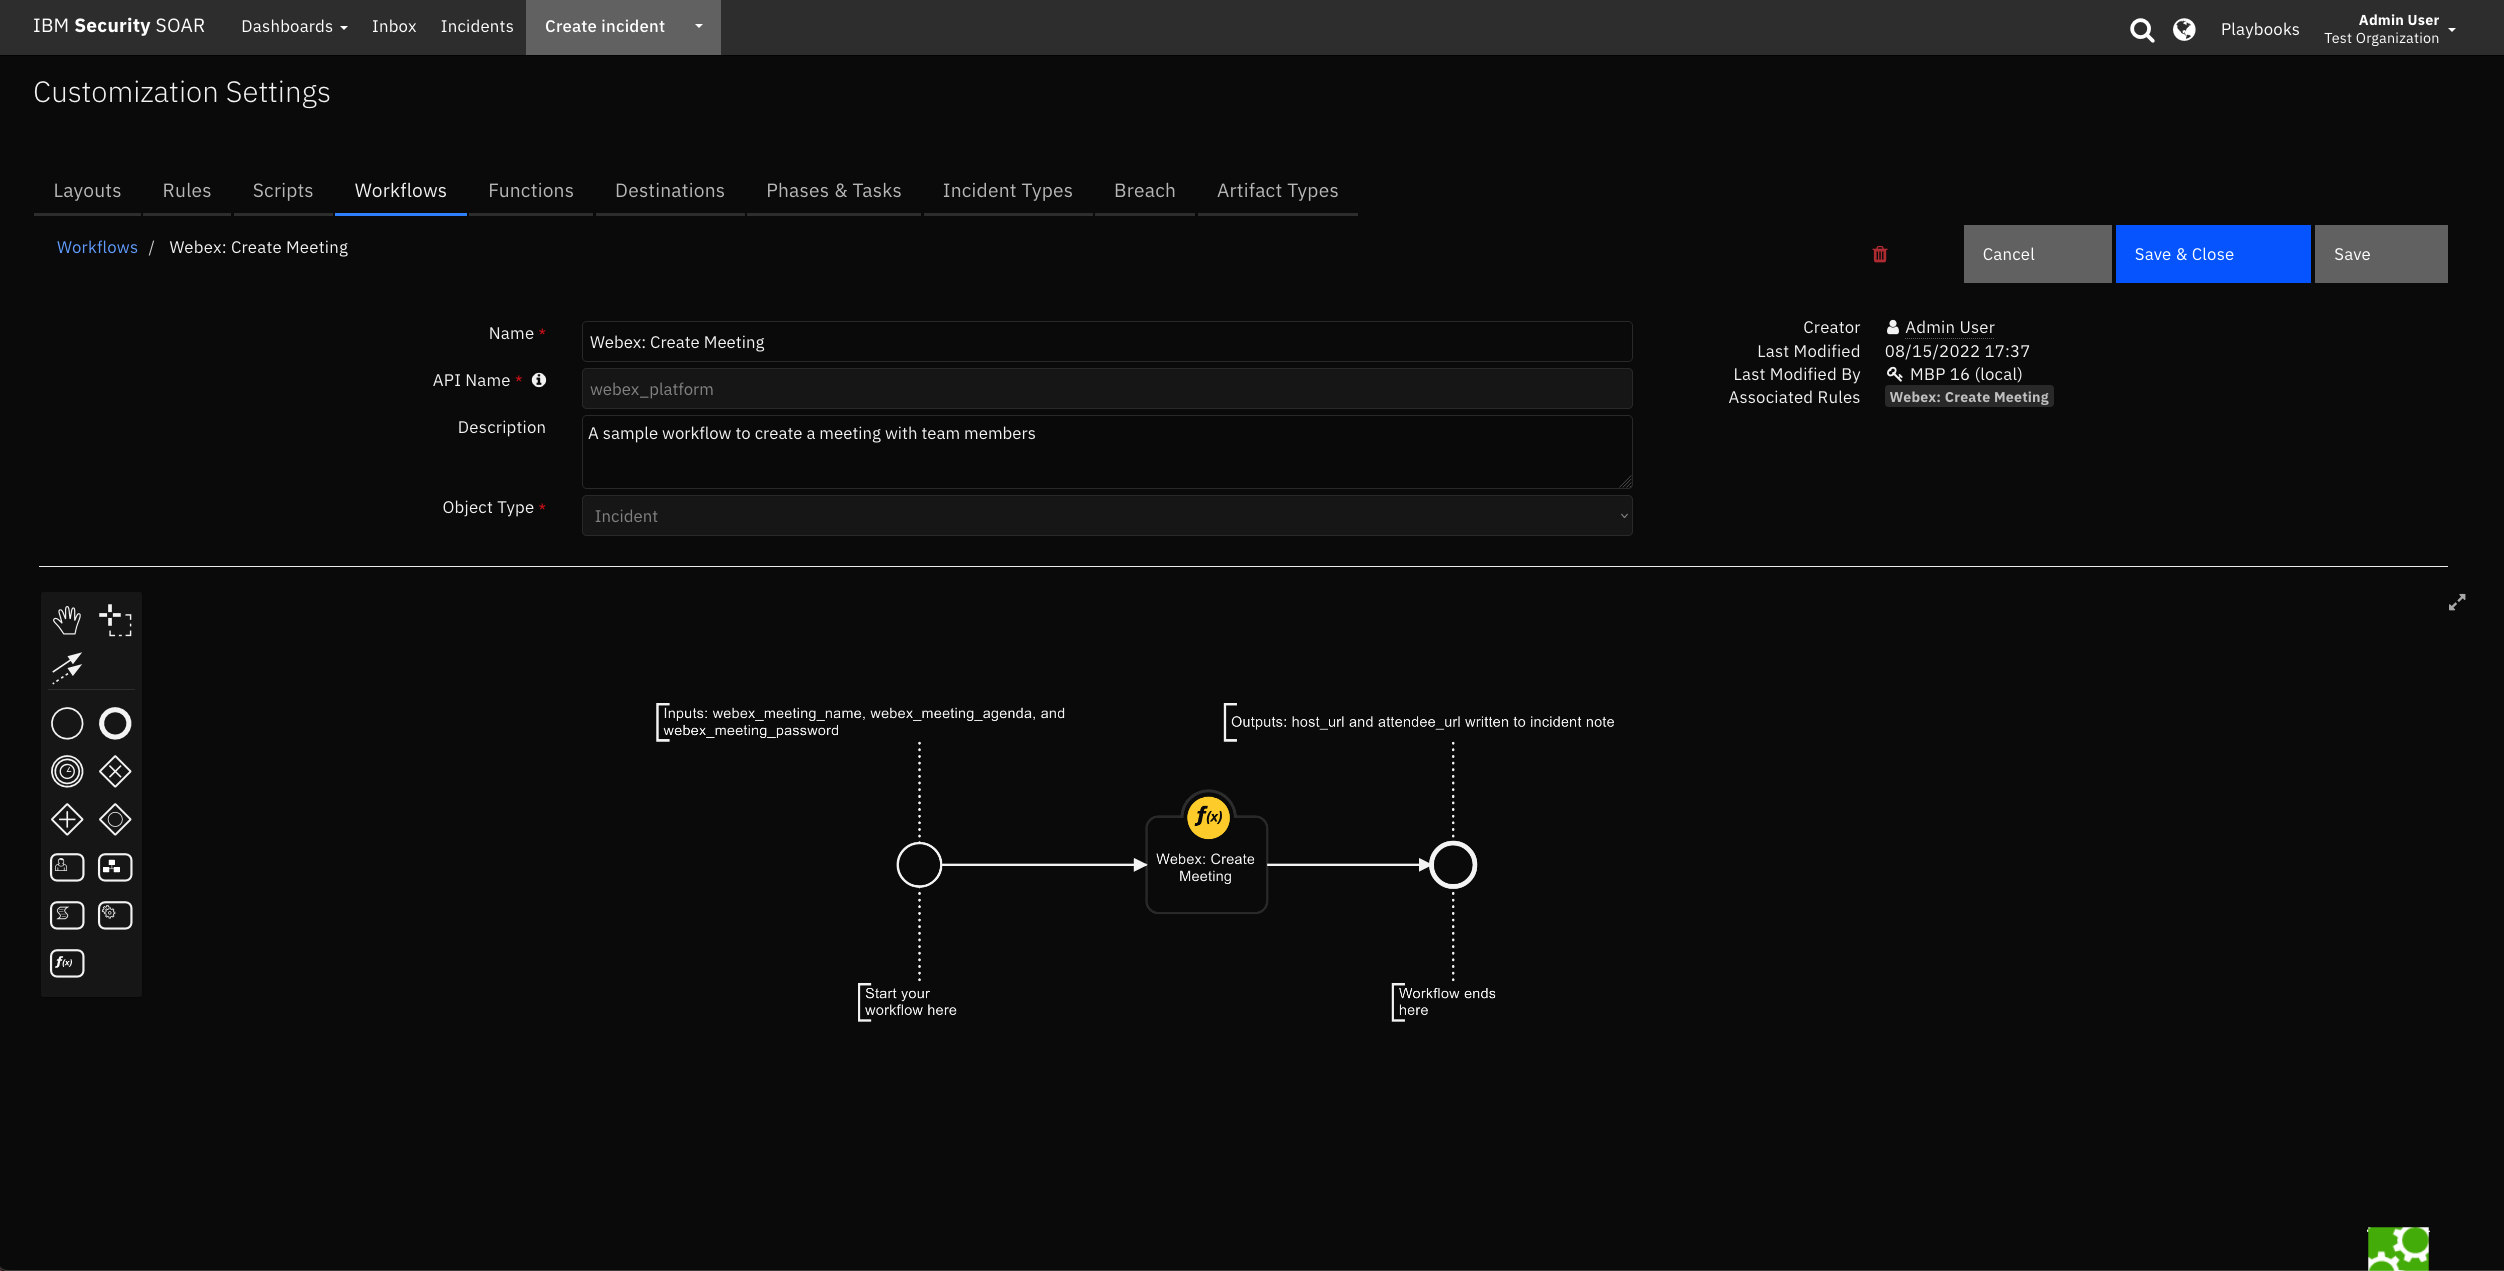 IBM Security SOAR
Dashboards
Inbox
Incidents
Create incident
Playbooks
Admin User
Test Organization
Customization Settings
Layouts
Rules
Scripts
Workflows
Functions
Destinations
Phases & Tasks
Incident Types
Breach
Artifact Types
Workflows / Webex: Create Meeting
Cancel
Save & Close
Save
Name *
Webex: Create Meeting
API Name *
webex_platform
Description
A sample workflow to create a meeting with team members
Object Type *
Incident
Creator Admin User
Last Modified 08/15/2022 17:37
Last Modified By MBP 16 (local)
Associated Rules Webex: Create Meeting
Inputs: webex_meeting_name, webex_meeting_agenda, and
webex_meeting_password
Outputs: host_url and attendee_url written to incident note
f(x)
Webex: Create
Meeting
f(x)
Start your
workflow here
Workflow ends
here